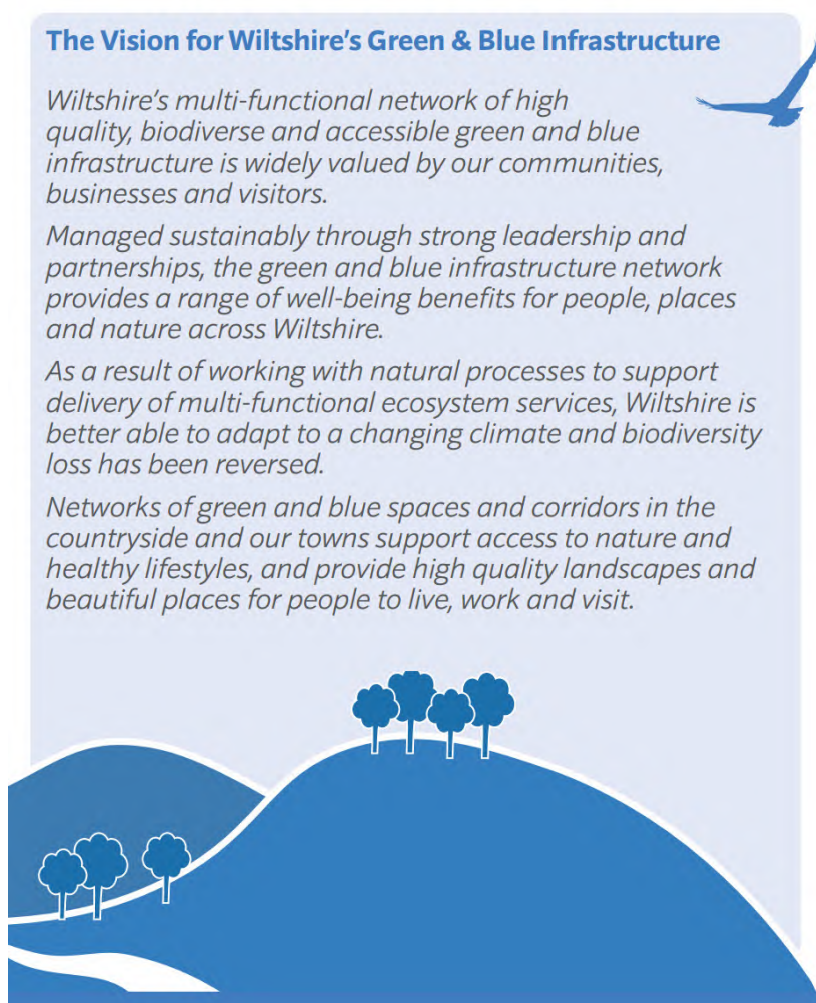 The Vision for Wiltshire's Green & Blue Infrastructure
Wiltshire's multi-functional network of high
quality, biodiverse and accessible green and blue
infrastructure is widely valued by our communities,
businesses and visitors.
Managed sustainably through strong leadership and
partnerships, the green and blue infrastructure network
provides a range of well-being benefits for people, places
and nature across Wiltshire.
As a result of working with natural processes to support
delivery of multi-functional ecosystem services, Wiltshire is
better able to adapt to a changing climate and biodiversity
loss has been reversed.
Networks of green and blue spaces and corridors in the
countryside and our towns support access to nature and
healthy lifestyles, and provide high quality landscapes and
beautiful places for people to live, work and visit.